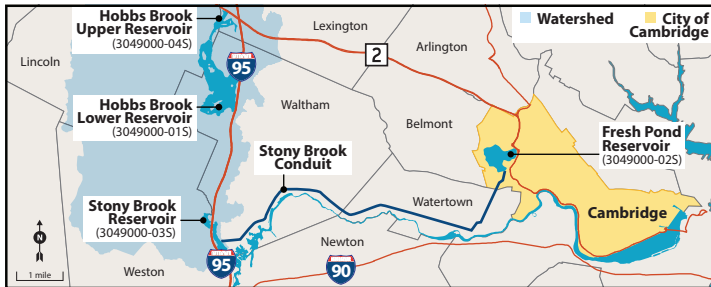 Hobbs Brook
Upper Reservoir
(3049000-04S)
Lexington
Watershed
City of
Cambridge
Arlington
2
Lincoln
95
Hobbs Brook
Lower Reservoir
(3049000-01S)
Waltham
Belmont
Fresh Pond
Reservoir
(3049000-02S)
Stony Brook
Conduit
Stony Brook
Reservoir
(3049000-03S)
Watertown
Cambridge
N
Newton
1 mile
Weston
95
90